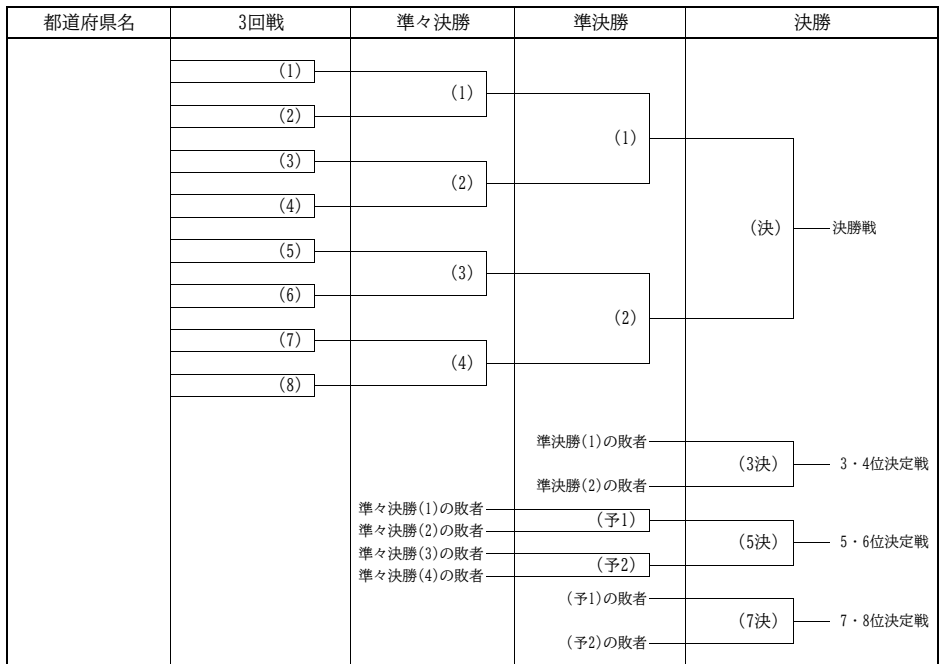 都道府県名 3回戦 準々決勝 準決勝 決勝
(1)
(1)
(2)
(1)
(3)
(2)
(4)
(決) 決勝戦
(5)
(3)
(6)
(2)
(7)
(4)
(8)
準決勝(1)の敗者
(3決) 3・4位決定戦
準決勝(2)の敗者
準々決勝(1)の敗者
(予1)
準々決勝(2)の敗者
(5決) 5・6位決定戦
準々決勝(3)の敗者
(予2)
準々決勝(4)の敗者
(予1)の敗者
(7決) 7・8位決定戦
(予2)の敗者